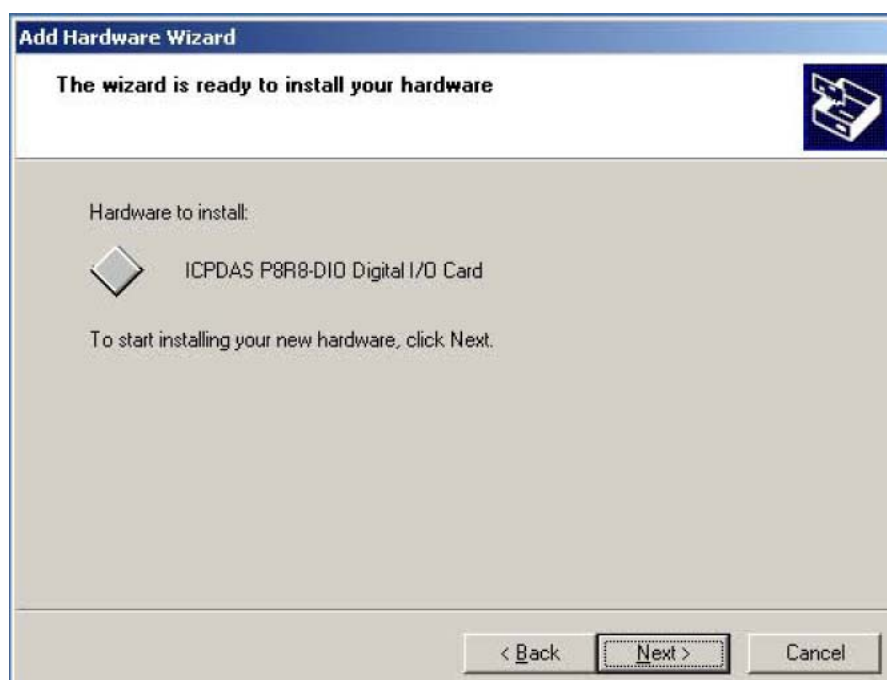 Add Hardware Wizard
The wizard is ready to install your hardware
Hardware to install:
ICPDAS P8R8-DIO Digital I/O Card
To start installing your new hardware, click Next.
< Back Next > Cancel